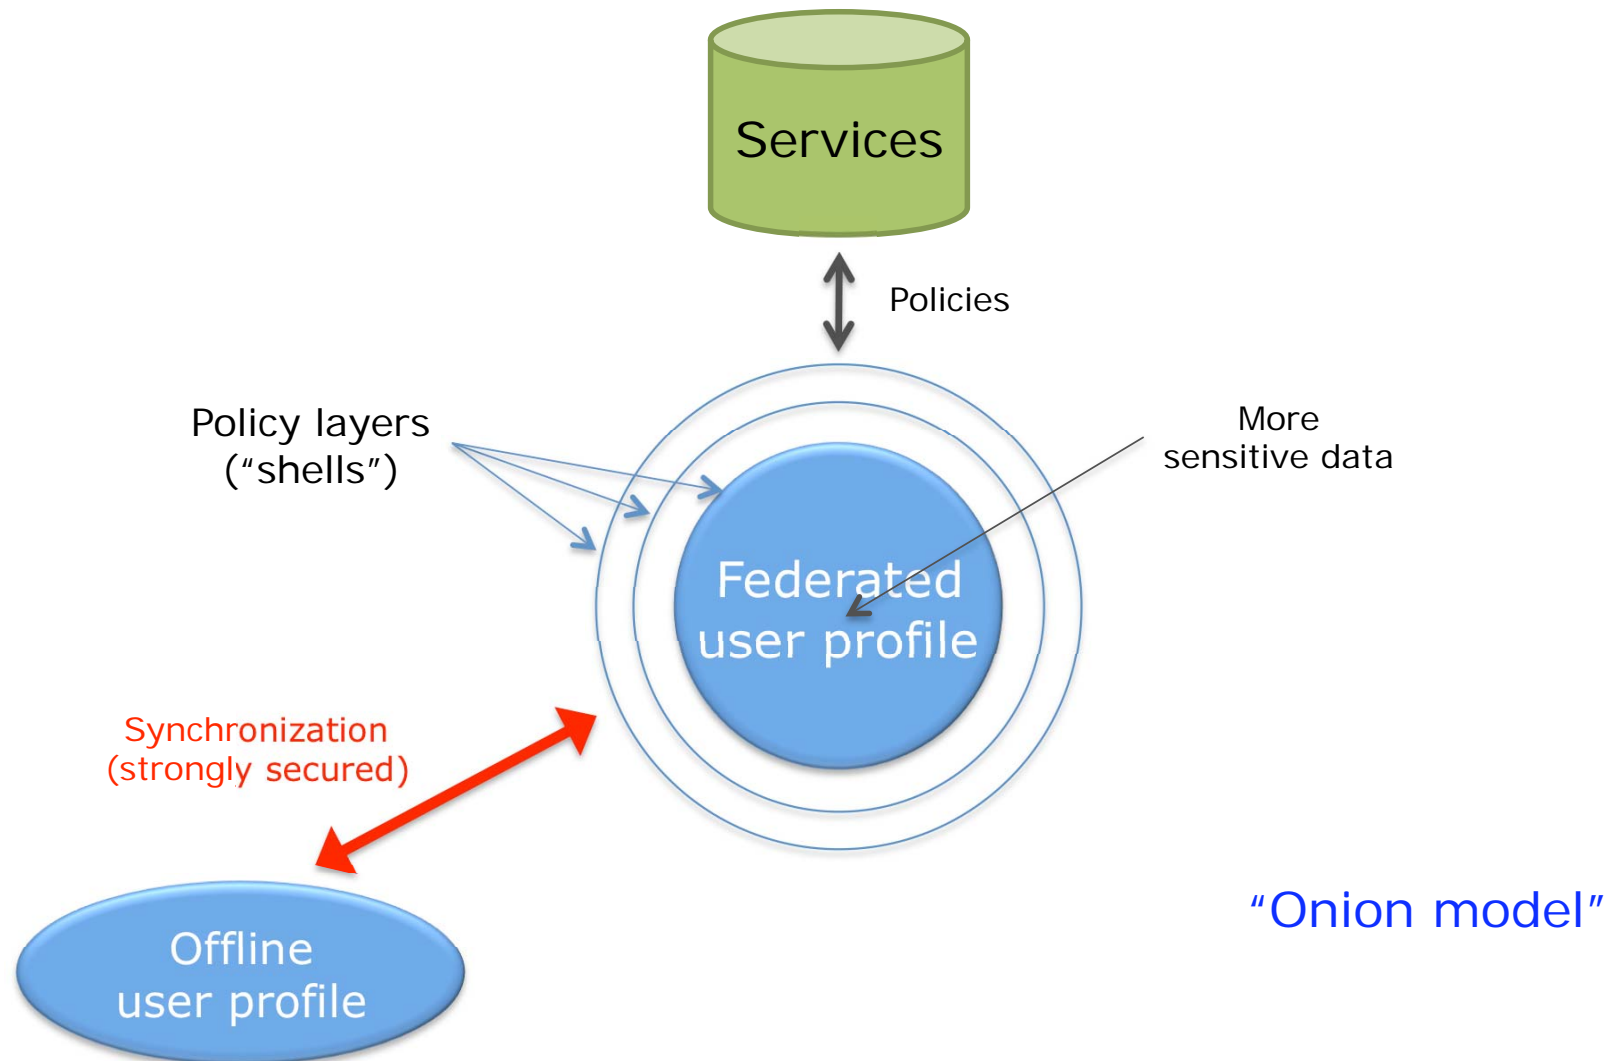 Services
Policies
Policy layers
(“shells”)
More
sensitive data
Federated
user profile
Synchronization
(strongly secured)
“Onion model”
Offline
user profile